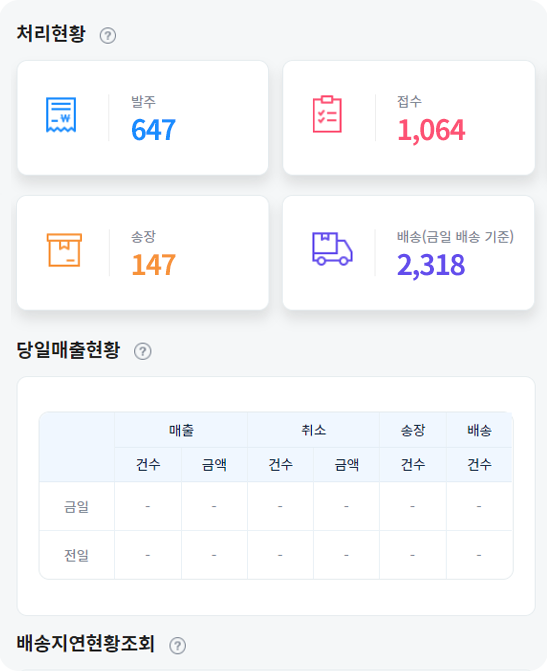 처리현황 ?
발주
647
접수
1,064
송장
147
배송(금일 배송 기준)
2,318
당일매출현황 ?
매출 취소 송장 배송
건수 금액 건수 금액 건수 건수
금일 - - - - - -
전일 - - - - - -
배송지연현황조회 ?